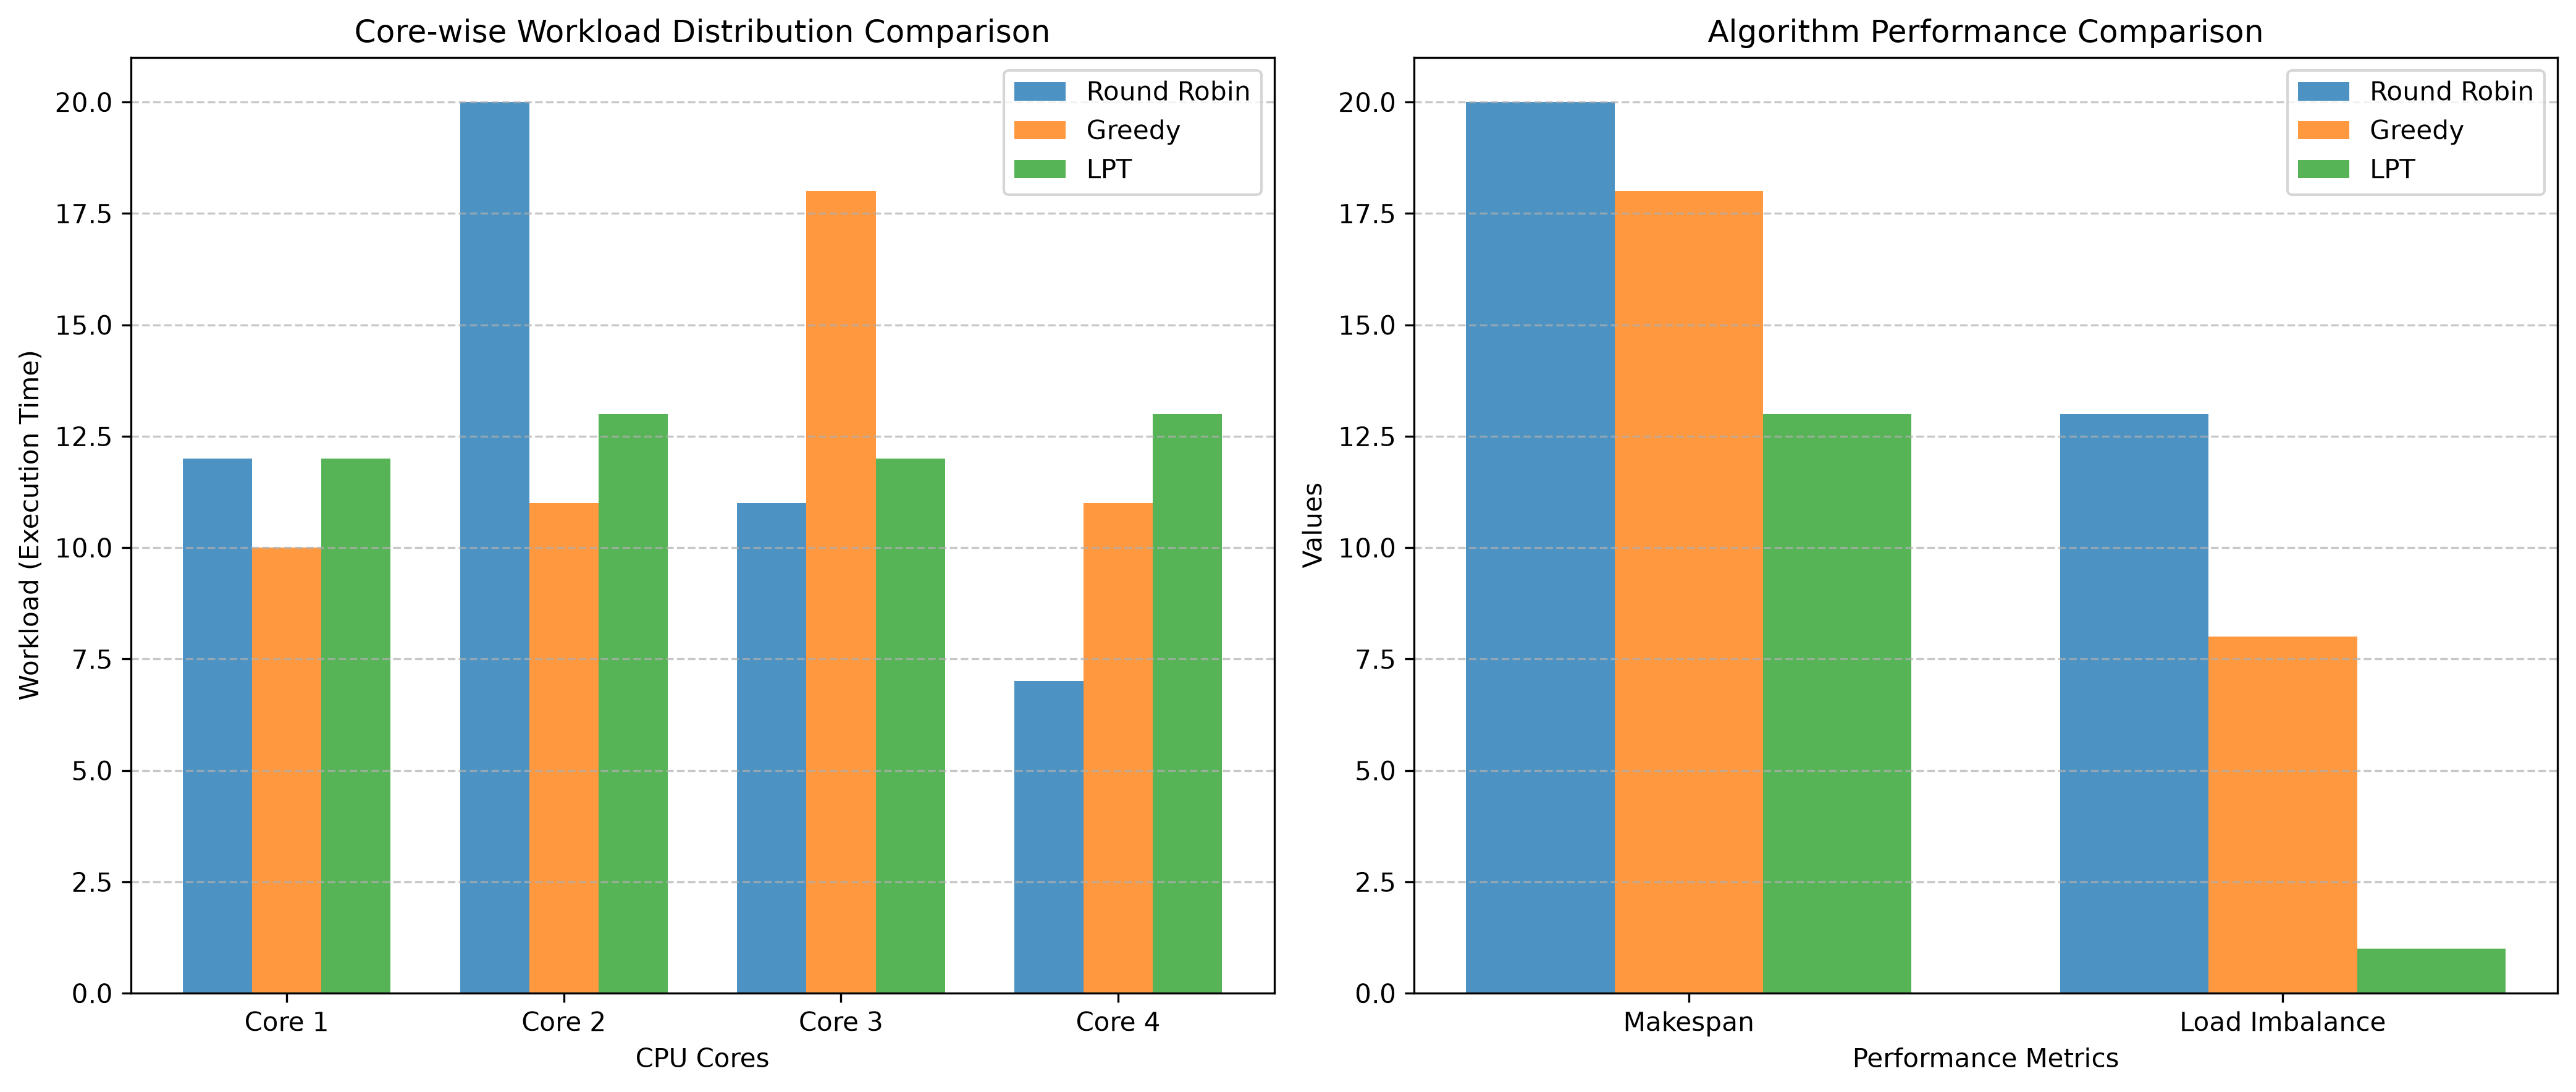 Core-wise Workload Distribution Comparison
Workload (Execution Time)
20.0
17.5
15.0
12.5
10.0
7.5
5.0
2.5
0.0
Round Robin
Greedy
LPT
Core 1 Core 2 Core 3 Core 4
CPU Cores
Algorithm Performance Comparison
Values
20.0
17.5
15.0
12.5
10.0
7.5
5.0
2.5
0.0
Round Robin
Greedy
LPT
Makespan Load Imbalance
Performance Metrics